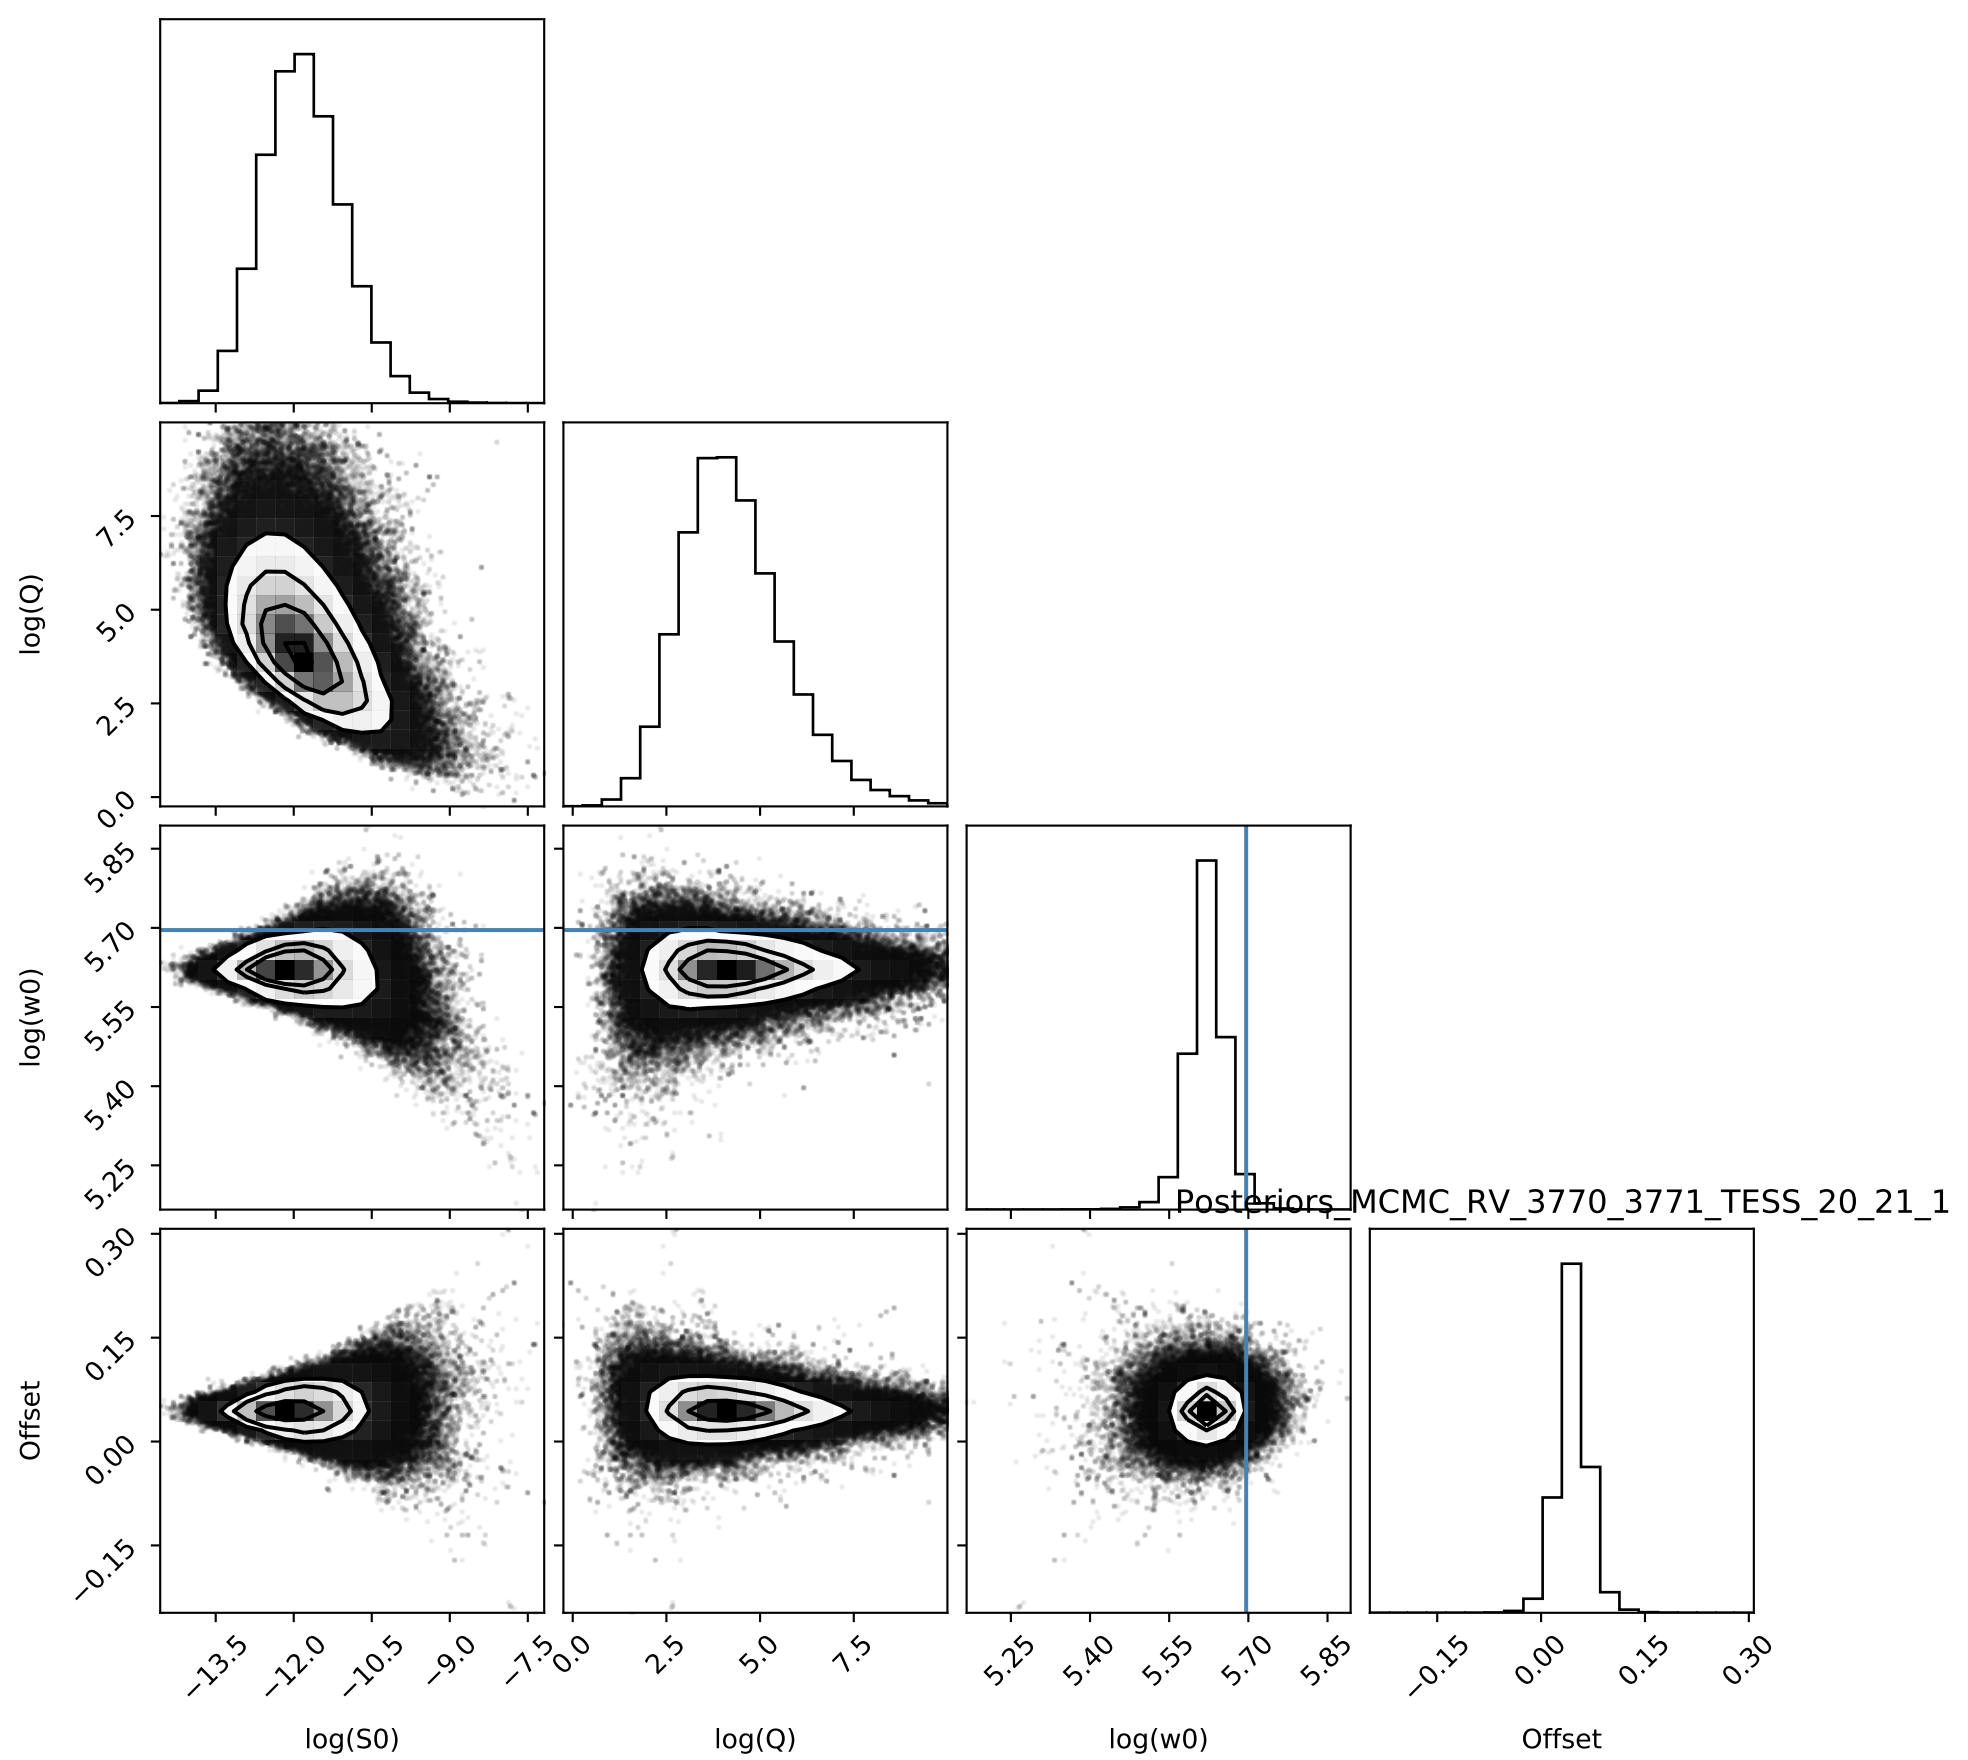 log(Q)
7.5
5.0
2.5
0.0
log(w0)
5.85
5.70
5.55
5.40
5.25
Posteriors_MCMC_RV_3770_3771_TESS_20_21_1
Offset
0.30
0.15
0.00
−0.15
−13.5 −12.0 −10.5 −9.0 −7.5 0.0 2.5 5.0 7.5 5.25 5.40 5.55 5.70 5.85 −0.15 0.00 0.15 0.30
log(S0) log(Q) log(w0) Offset